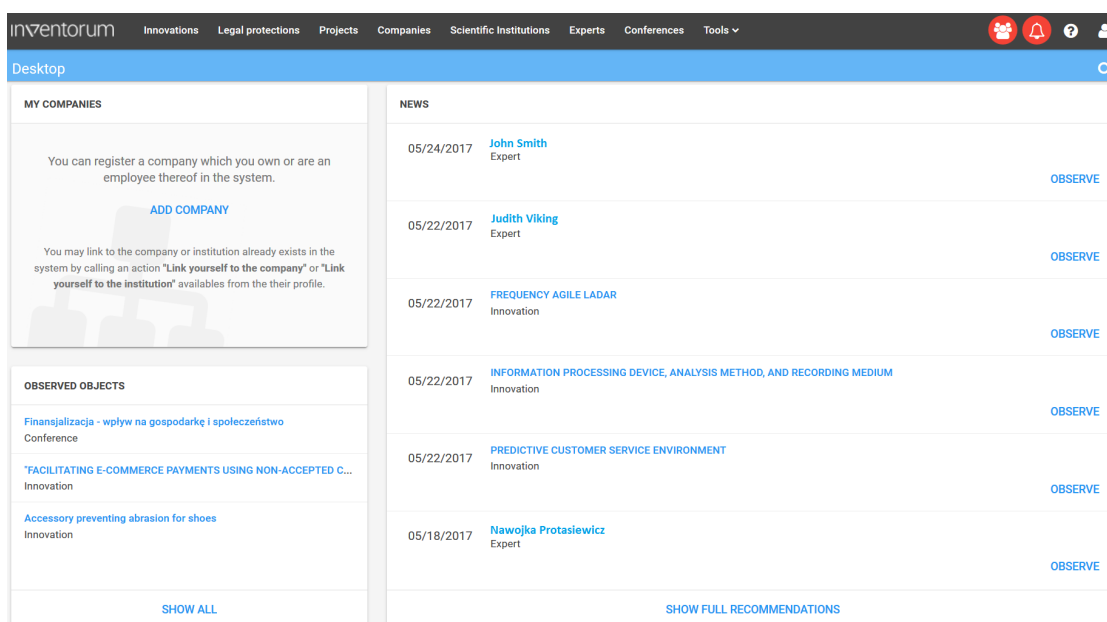 inventorum
Innovations Legal protections Projects Companies Scientific Institutions Experts Conferences Tools
Desktop
MY COMPANIES
You can register a company which you own or are an
employee thereof in the system.
ADD COMPANY
You may link to the company or institution already exists in the
system by calling an action "Link yourself to the company" or "Link
yourself to the institution" availables from the their profile.
OBSERVED OBJECTS
Finansjalizacja - wpływ na gospodarkę i społeczeństwo
Conference
"FACILITATING E-COMMERCE PAYMENTS USING NON-ACCEPTED C...
Innovation
Accessory preventing abrasion for shoes
Innovation
SHOW ALL
NEWS
05/24/2017
John Smith
Expert
OBSERVE
05/22/2017
Judith Viking
Expert
OBSERVE
05/22/2017
FREQUENCY AGILE LADAR
Innovation
OBSERVE
05/22/2017
INFORMATION PROCESSING DEVICE, ANALYSIS METHOD, AND RECORDING MEDIUM
Innovation
OBSERVE
05/22/2017
PREDICTIVE CUSTOMER SERVICE ENVIRONMENT
Innovation
OBSERVE
05/18/2017
Nawojka Protasiewicz
Expert
OBSERVE
SHOW FULL RECOMMENDATIONS